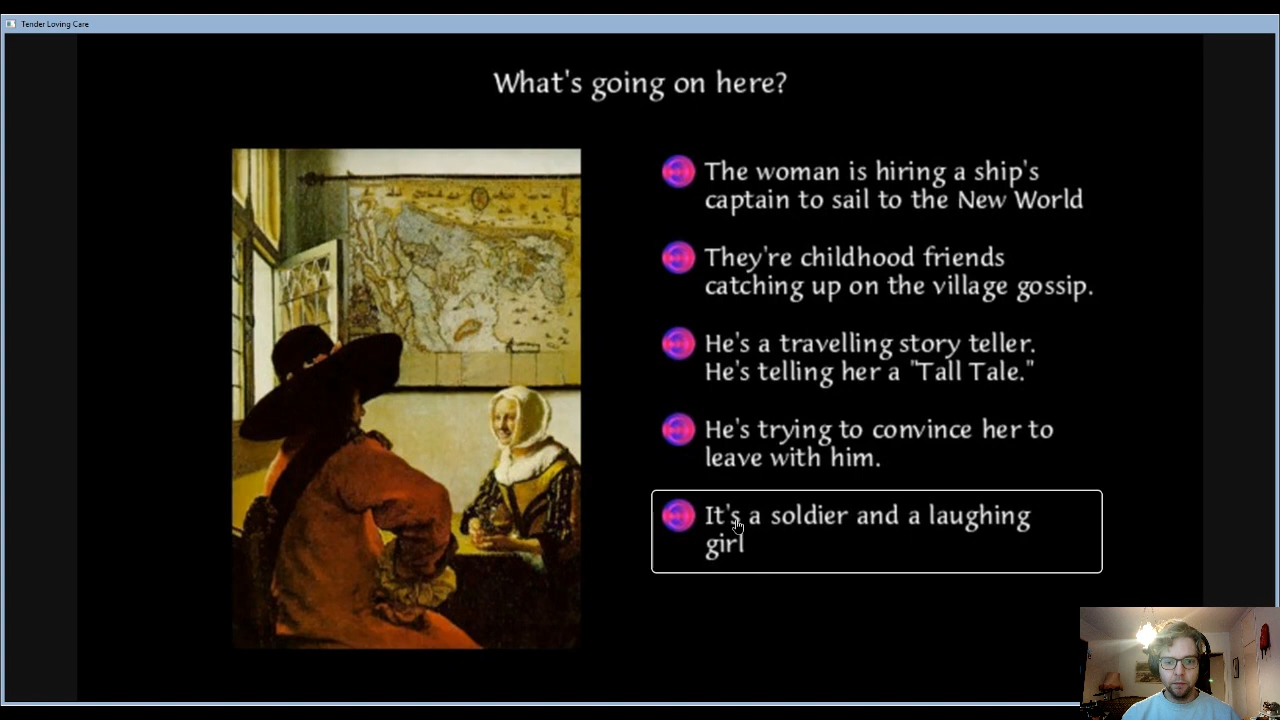 Tender Loving Care
What's going on here?
The woman is hiring a ship's
captain to sail to the New World
They're childhood friends
catching up on the village gossip.
He's a travelling story teller.
He's telling her a "Tall Tale."
He's trying to convince her to
leave with him.
It's a soldier and a laughing
girl